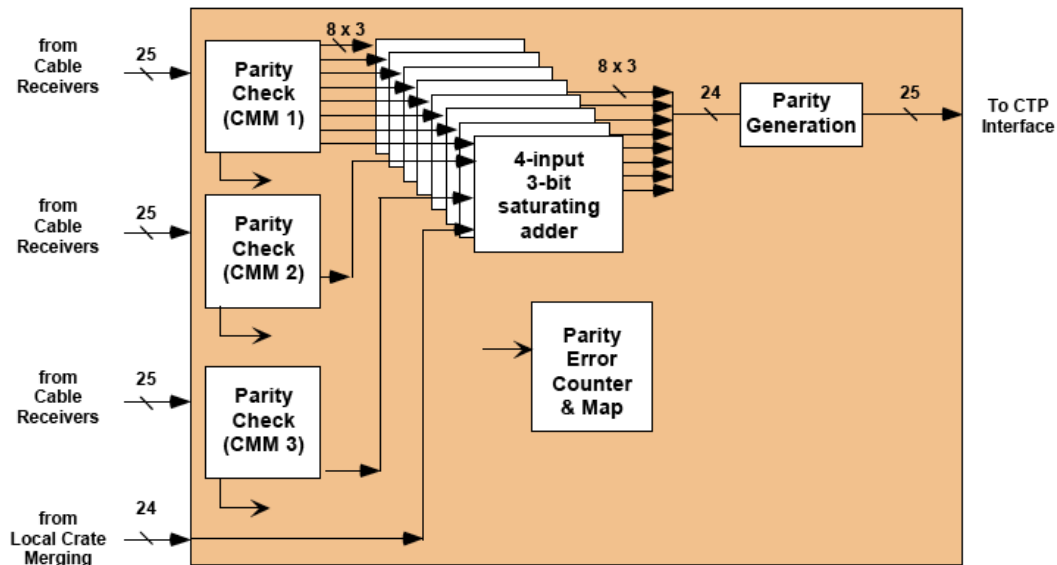 from
Cable
Receivers
25
Parity
Check
(CMM 1)
8 x 3
8 x 3
24
Parity
Generation
25
To CTP
Interface
4-input
3-bit
saturating
adder
from
Cable
Receivers
25
Parity
Check
(CMM 2)
Parity
Error
Counter
& Map
from
Cable
Receivers
25
Parity
Check
(CMM 3)
from
Local Crate
Merging
24